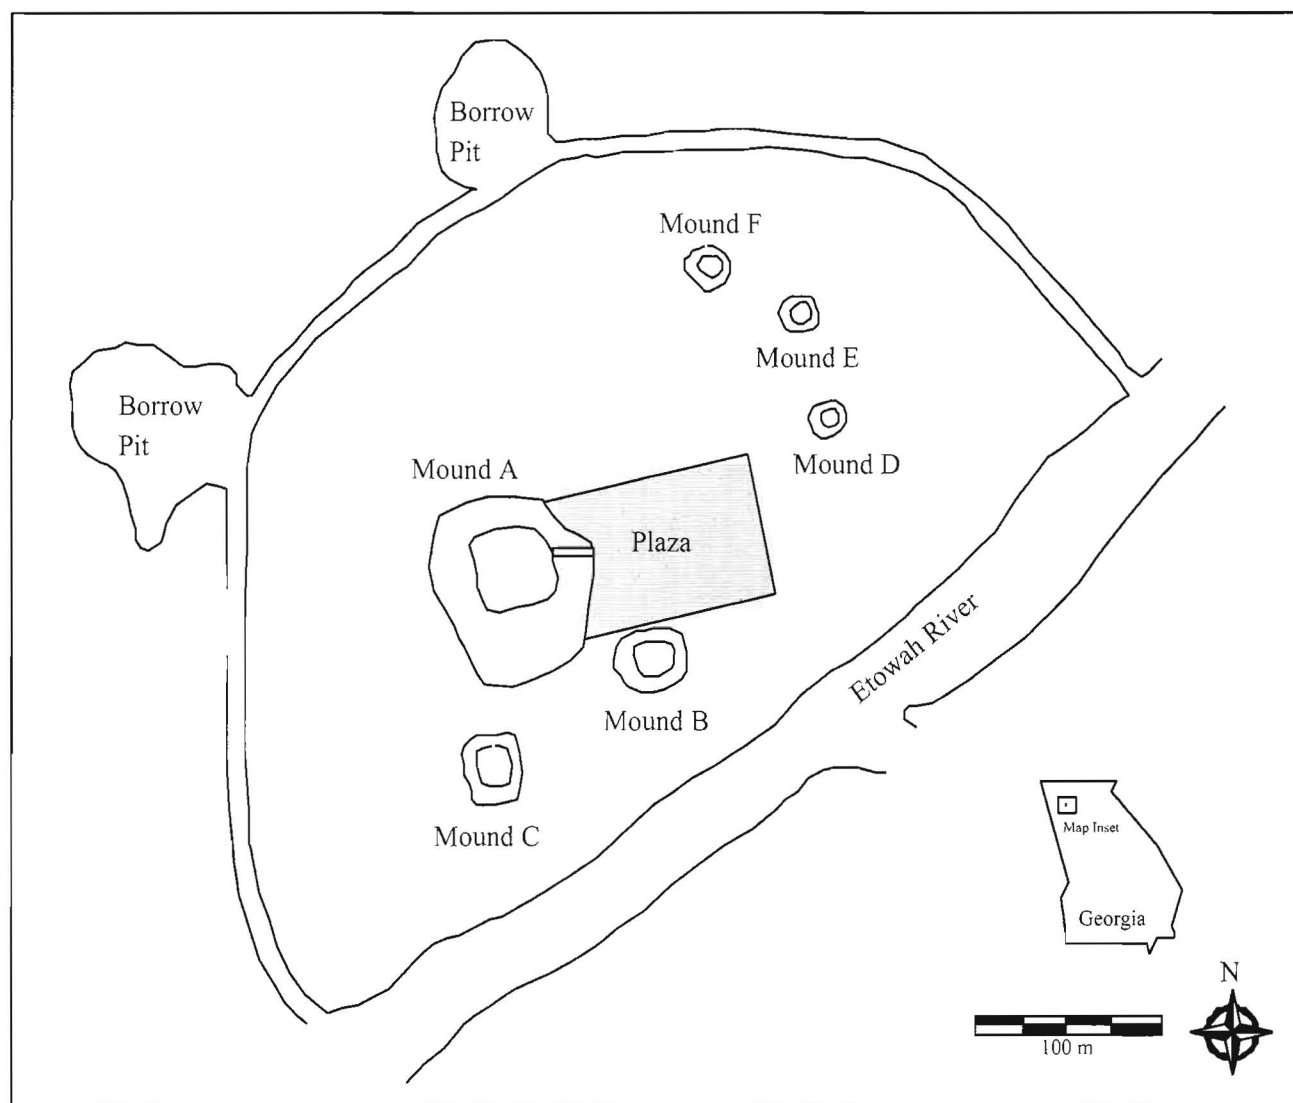 Borrow
Pit
Mound F
Mound E
Borrow
Pit
Mound D
Mound A
Plaza
Etowah River
Mound B
Mound C
Map Inset
Georgia
N
100 m